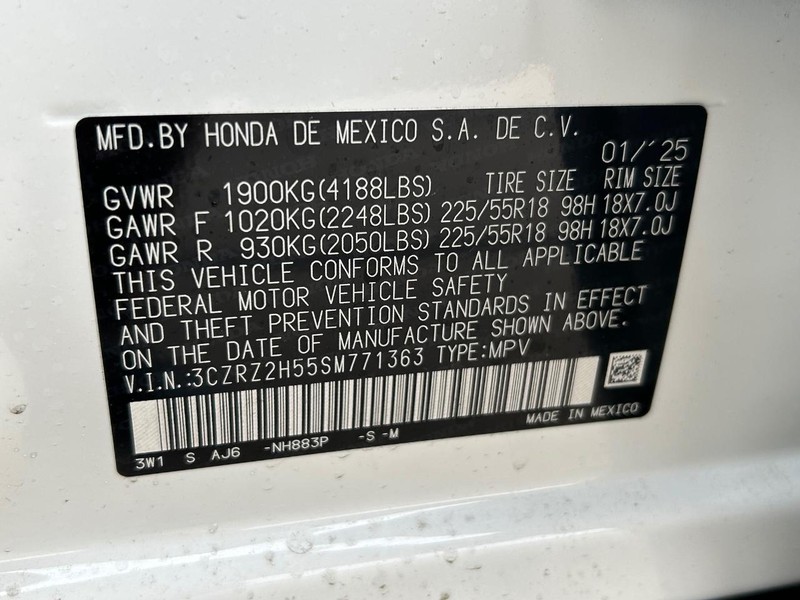 MFD.BY HONDA DE MEXICO S.A. DE C.V.
01/'25
GVWR 1900KG(4188LBS) TIRE SIZE RIM SIZE
GAWR F 1020KG(2248LBS) 225/55R18 98H 18X7.0J
GAWR R 930KG(2050LBS) 225/55R18 98H 18X7.0J
THIS VEHICLE CONFORMS TO ALL APPLICABLE
FEDERAL MOTOR VEHICLE SAFETY
AND THEFT PREVENTION STANDARDS IN EFFECT
ON THE DATE OF MANUFACTURE SHOWN ABOVE.
V.I.N.:3CZRZ2H55SM771363 TYPE:MPV
MADE IN MEXICO
3W1 S AJ6 -NH883P -S -M